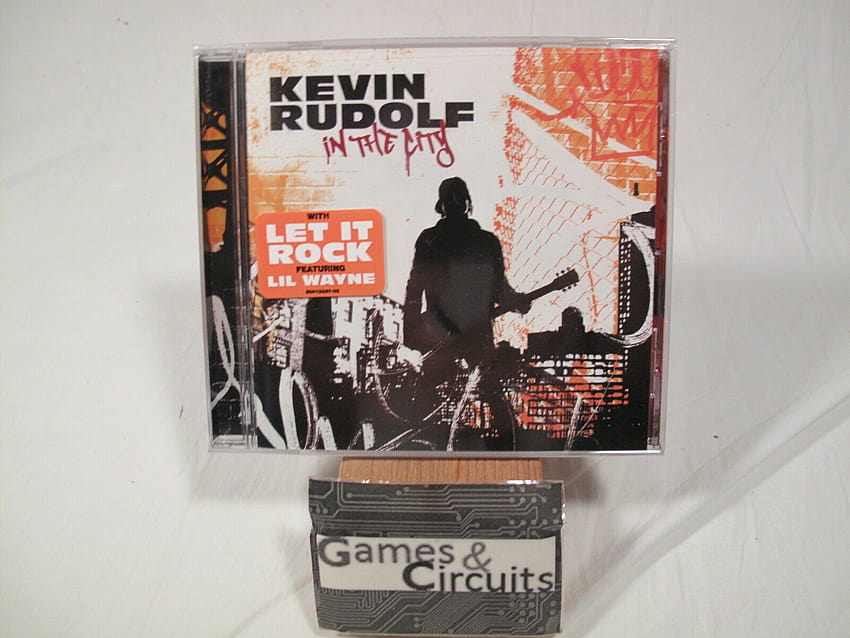 KEVIN
RUDOLF
IN THE CITY
WITH
LET IT
ROCK
FEATURING
LIL WAYNE
Games &
Circuits